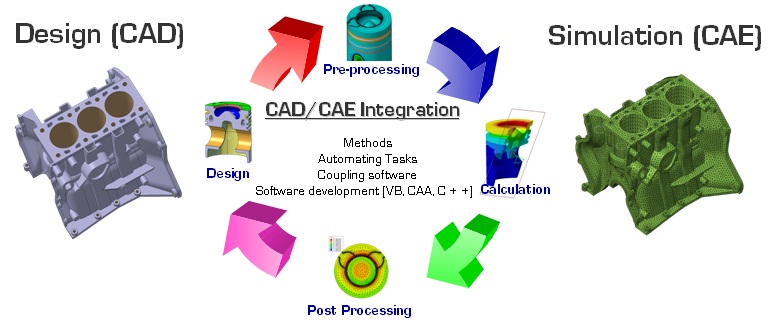 Design (CAD)
Simulation (CAE)
Pre-processing
CAD/CAE Integration
Methods
Automating Tasks
Coupling software
Software development [VB, CAA, C + +]
Design
Calculation
Post Processing